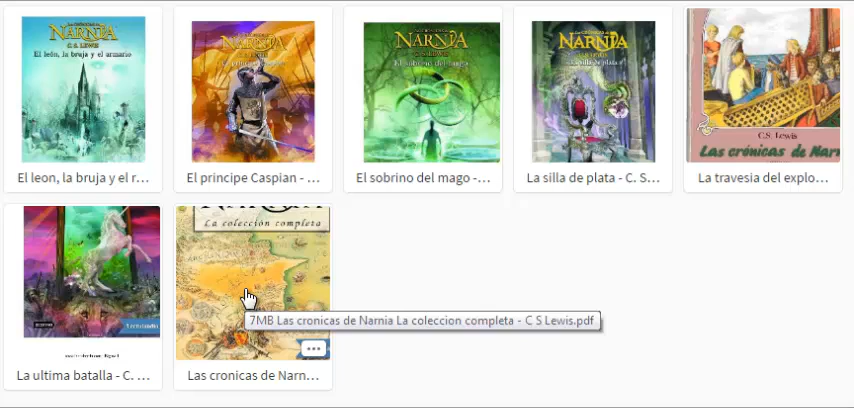 LAS CRÓNICAS DE
NARNIA
C. S. LEWIS
El león, la bruja y el armario
NARNIA
NARNIA
El sobrino del mago
NARNIA
La silla de plata
C.S. Lewis
Las crónicas de Narn
El leon, la bruja y el r...
El principe Caspian - ...
El sobrino del mago -...
La silla de plata - C. S...
La travesia del explo...
NARNIA
La colección completa
7MB Las cronicas de Narnia La coleccion completa - C S Lewis.pdf
La ultima batalla - C. ...
Las cronicas de Narn...